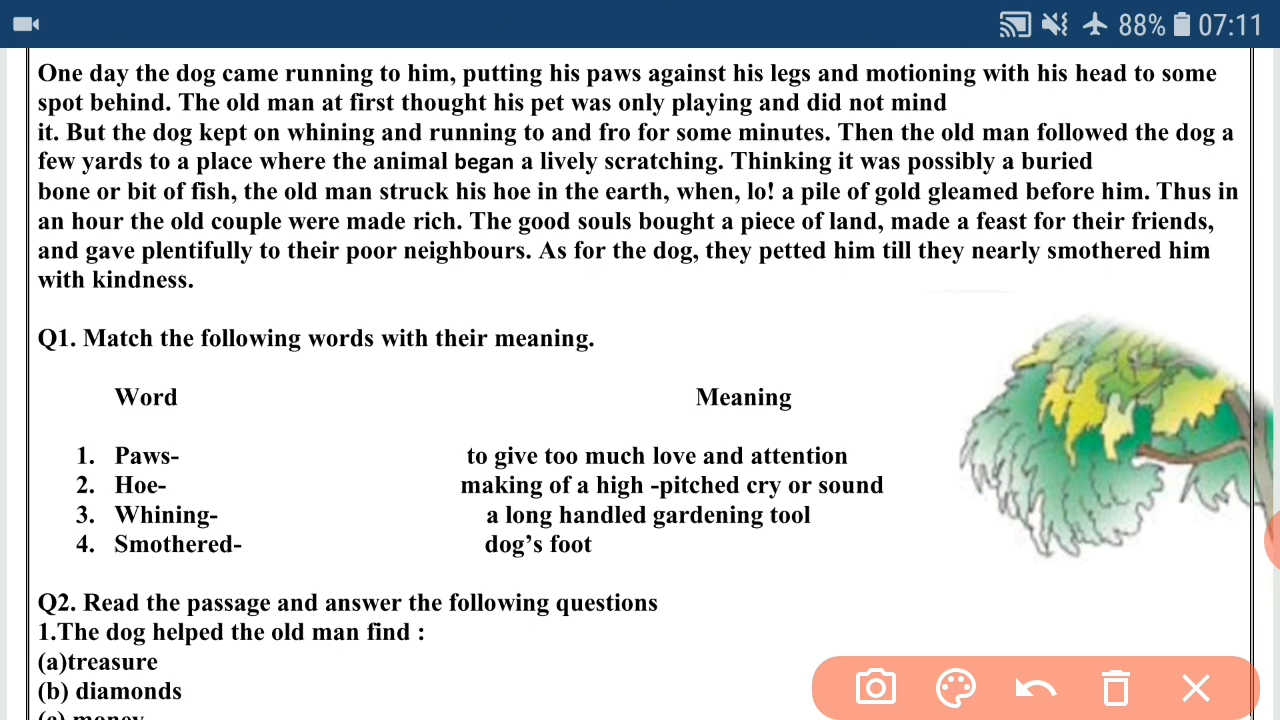 88% 07:11
One day the dog came running to him, putting his paws against his legs and motioning with his head to some
spot behind. The old man at first thought his pet was only playing and did not mind
it. But the dog kept on whining and running to and fro for some minutes. Then the old man followed the dog a
few yards to a place where the animal began a lively scratching. Thinking it was possibly a buried
bone or bit of fish, the old man struck his hoe in the earth, when, lo! a pile of gold gleamed before him. Thus in
an hour the old couple were made rich. The good souls bought a piece of land, made a feast for their friends,
and gave plentifully to their poor neighbours. As for the dog, they petted him till they nearly smothered him
with kindness.
Q1. Match the following words with their meaning.
Word Meaning
1. Paws- to give too much love and attention
2. Hoe- making of a high -pitched cry or sound
3. Whining- a long handled gardening tool
4. Smothered- dog's foot
Q2. Read the passage and answer the following questions
1.The dog helped the old man find :
(a)treasure
(b) diamonds
(c) money